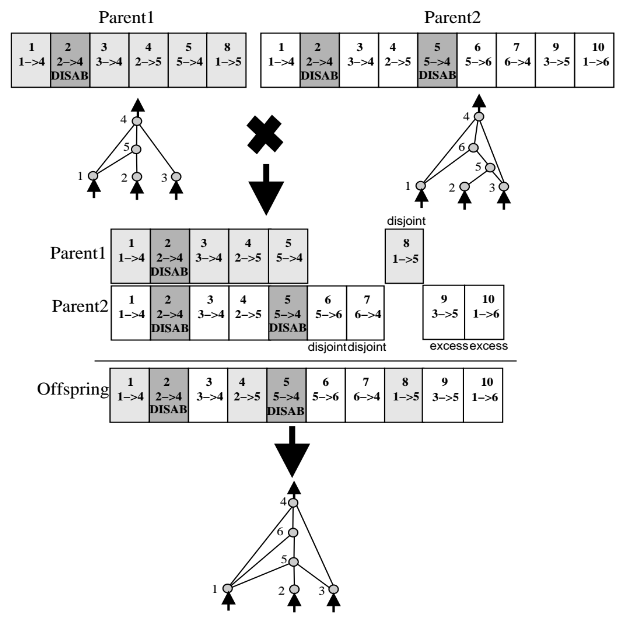 Parent1 Parent2
1 2 3 4 5 8 1 2 3 4 5 6 7 9 10
1–>4 2–>4 3–>4 2–>5 5–>4 1–>5 1–>4 2–>4 3–>4 2–>5 5–>4 5–>6 6–>4 3–>5 1–>6
DISAB DISAB DISAB
4 4
5 6
5
1 2 3 1 2 3
disjoint
Parent1 1 2 3 4 5 8
1–>4 2–>4 3–>4 2–>5 5–>4 1–>5
DISAB
Parent2 1 2 3 4 5 6 7 9 10
1–>4 2–>4 3–>4 2–>5 5–>4 5–>6 6–>4 3–>5 1–>6
DISAB DISAB
disjoint disjoint excess excess
Offspring 1 2 3 4 5 6 7 8 9 10
1–>4 2–>4 3–>4 2–>5 5–>4 5–>6 6–>4 1–>5 3–>5 1–>6
DISAB DISAB
4
6
5
1 2 3